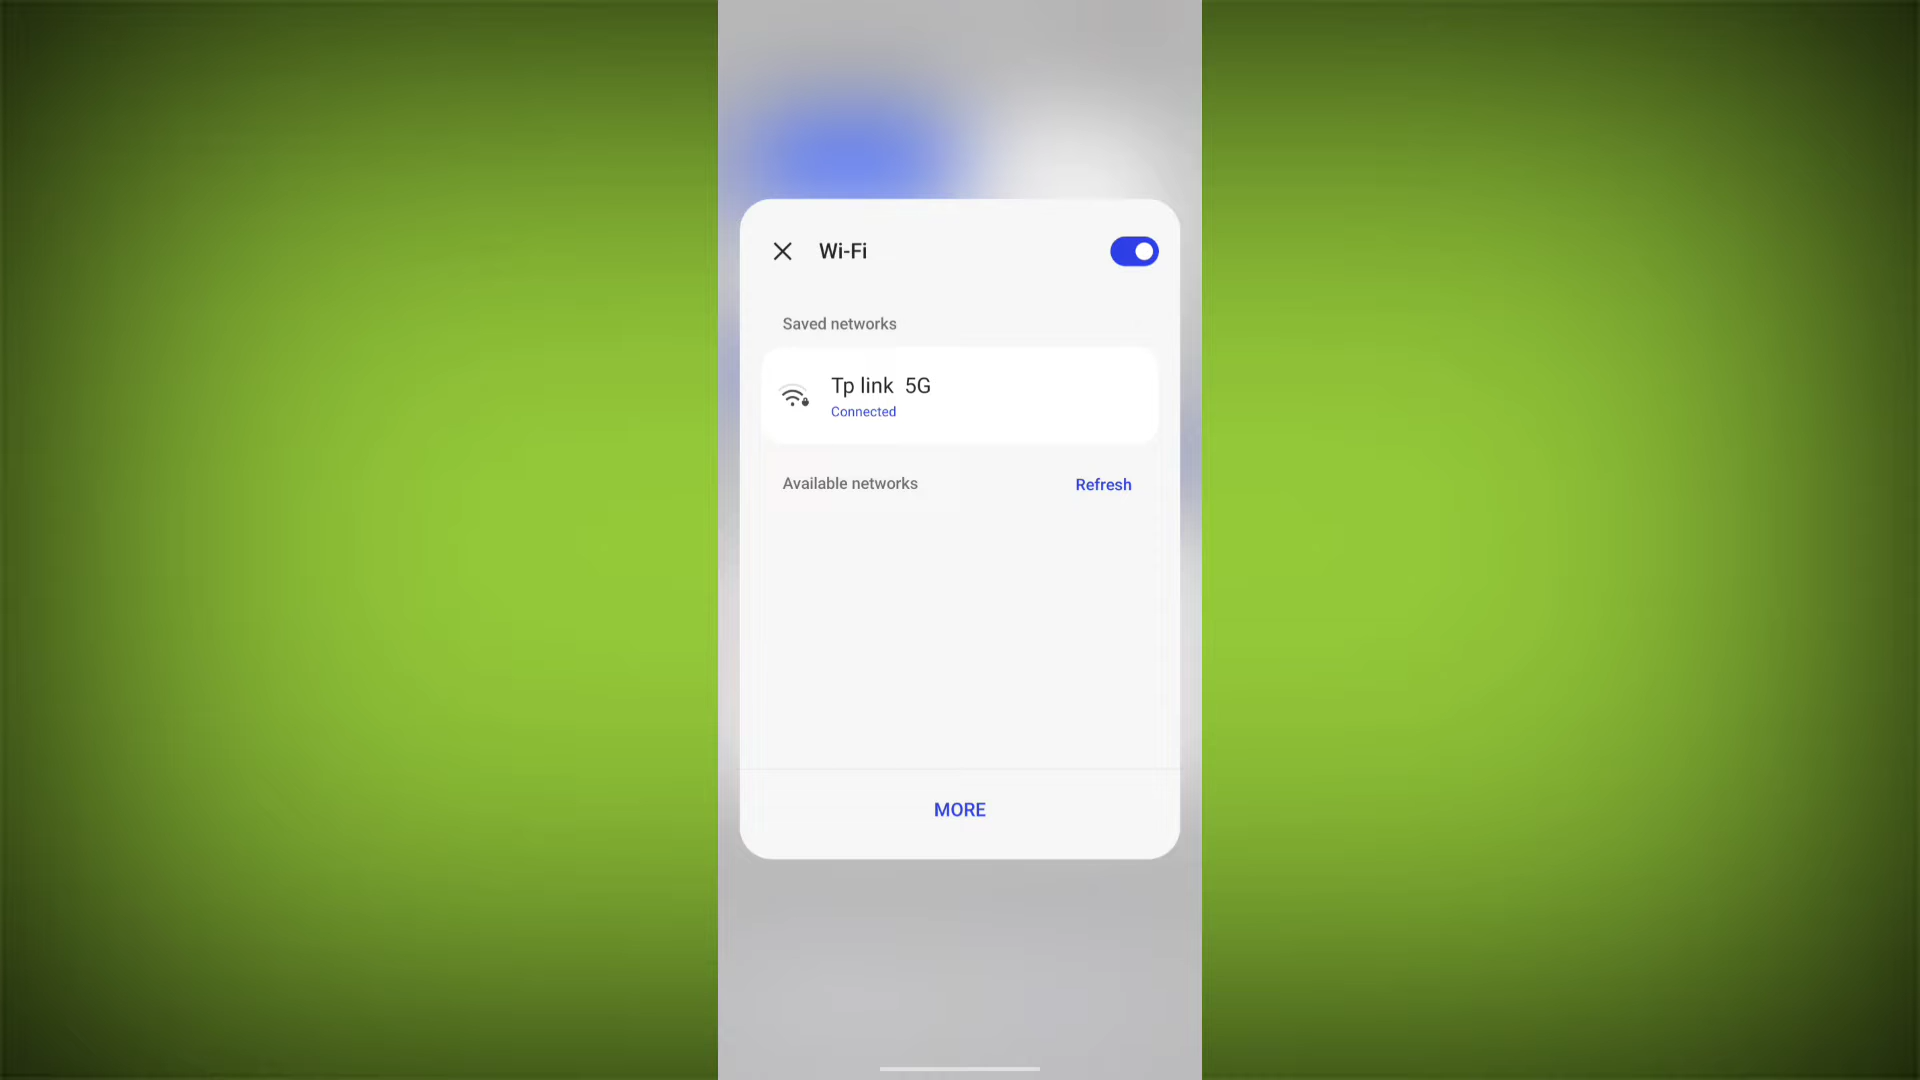 Wi-Fi
Saved networks
Tp link 5G
Connected
Available networks
Refresh
MORE